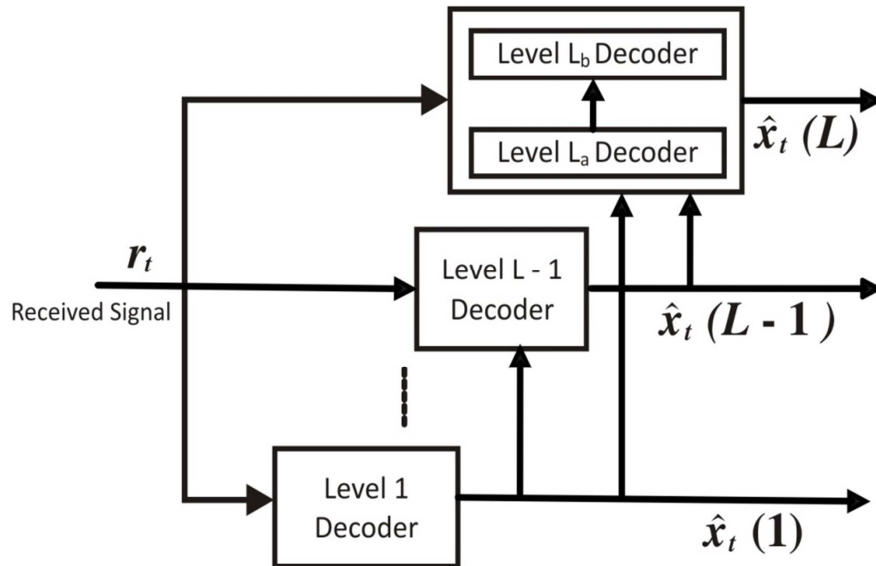 Level L_b Decoder
Level L_a Decoder
x̂_t (L)
r_t
Received Signal
Level L - 1
Decoder
x̂_t (L - 1 )
Level 1
Decoder
x̂_t (1)